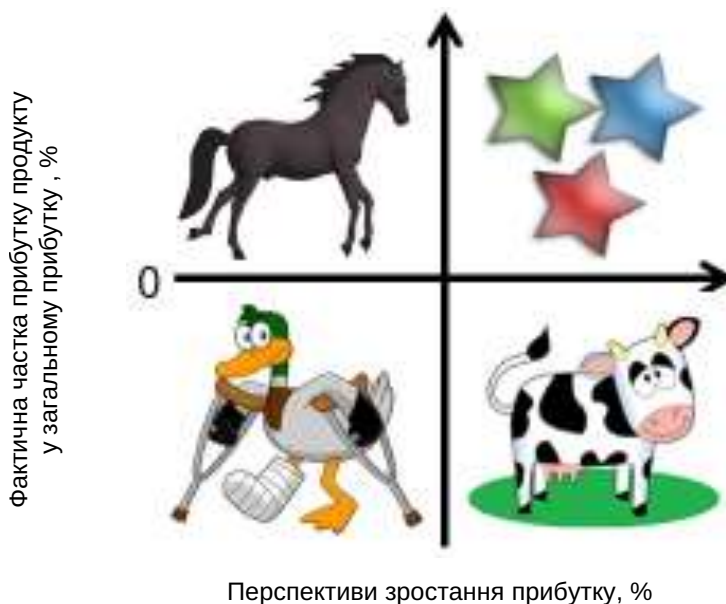 Фактична частка прибутку продукту
у загальному прибутку , %
0
Перспективи зростання прибутку, %